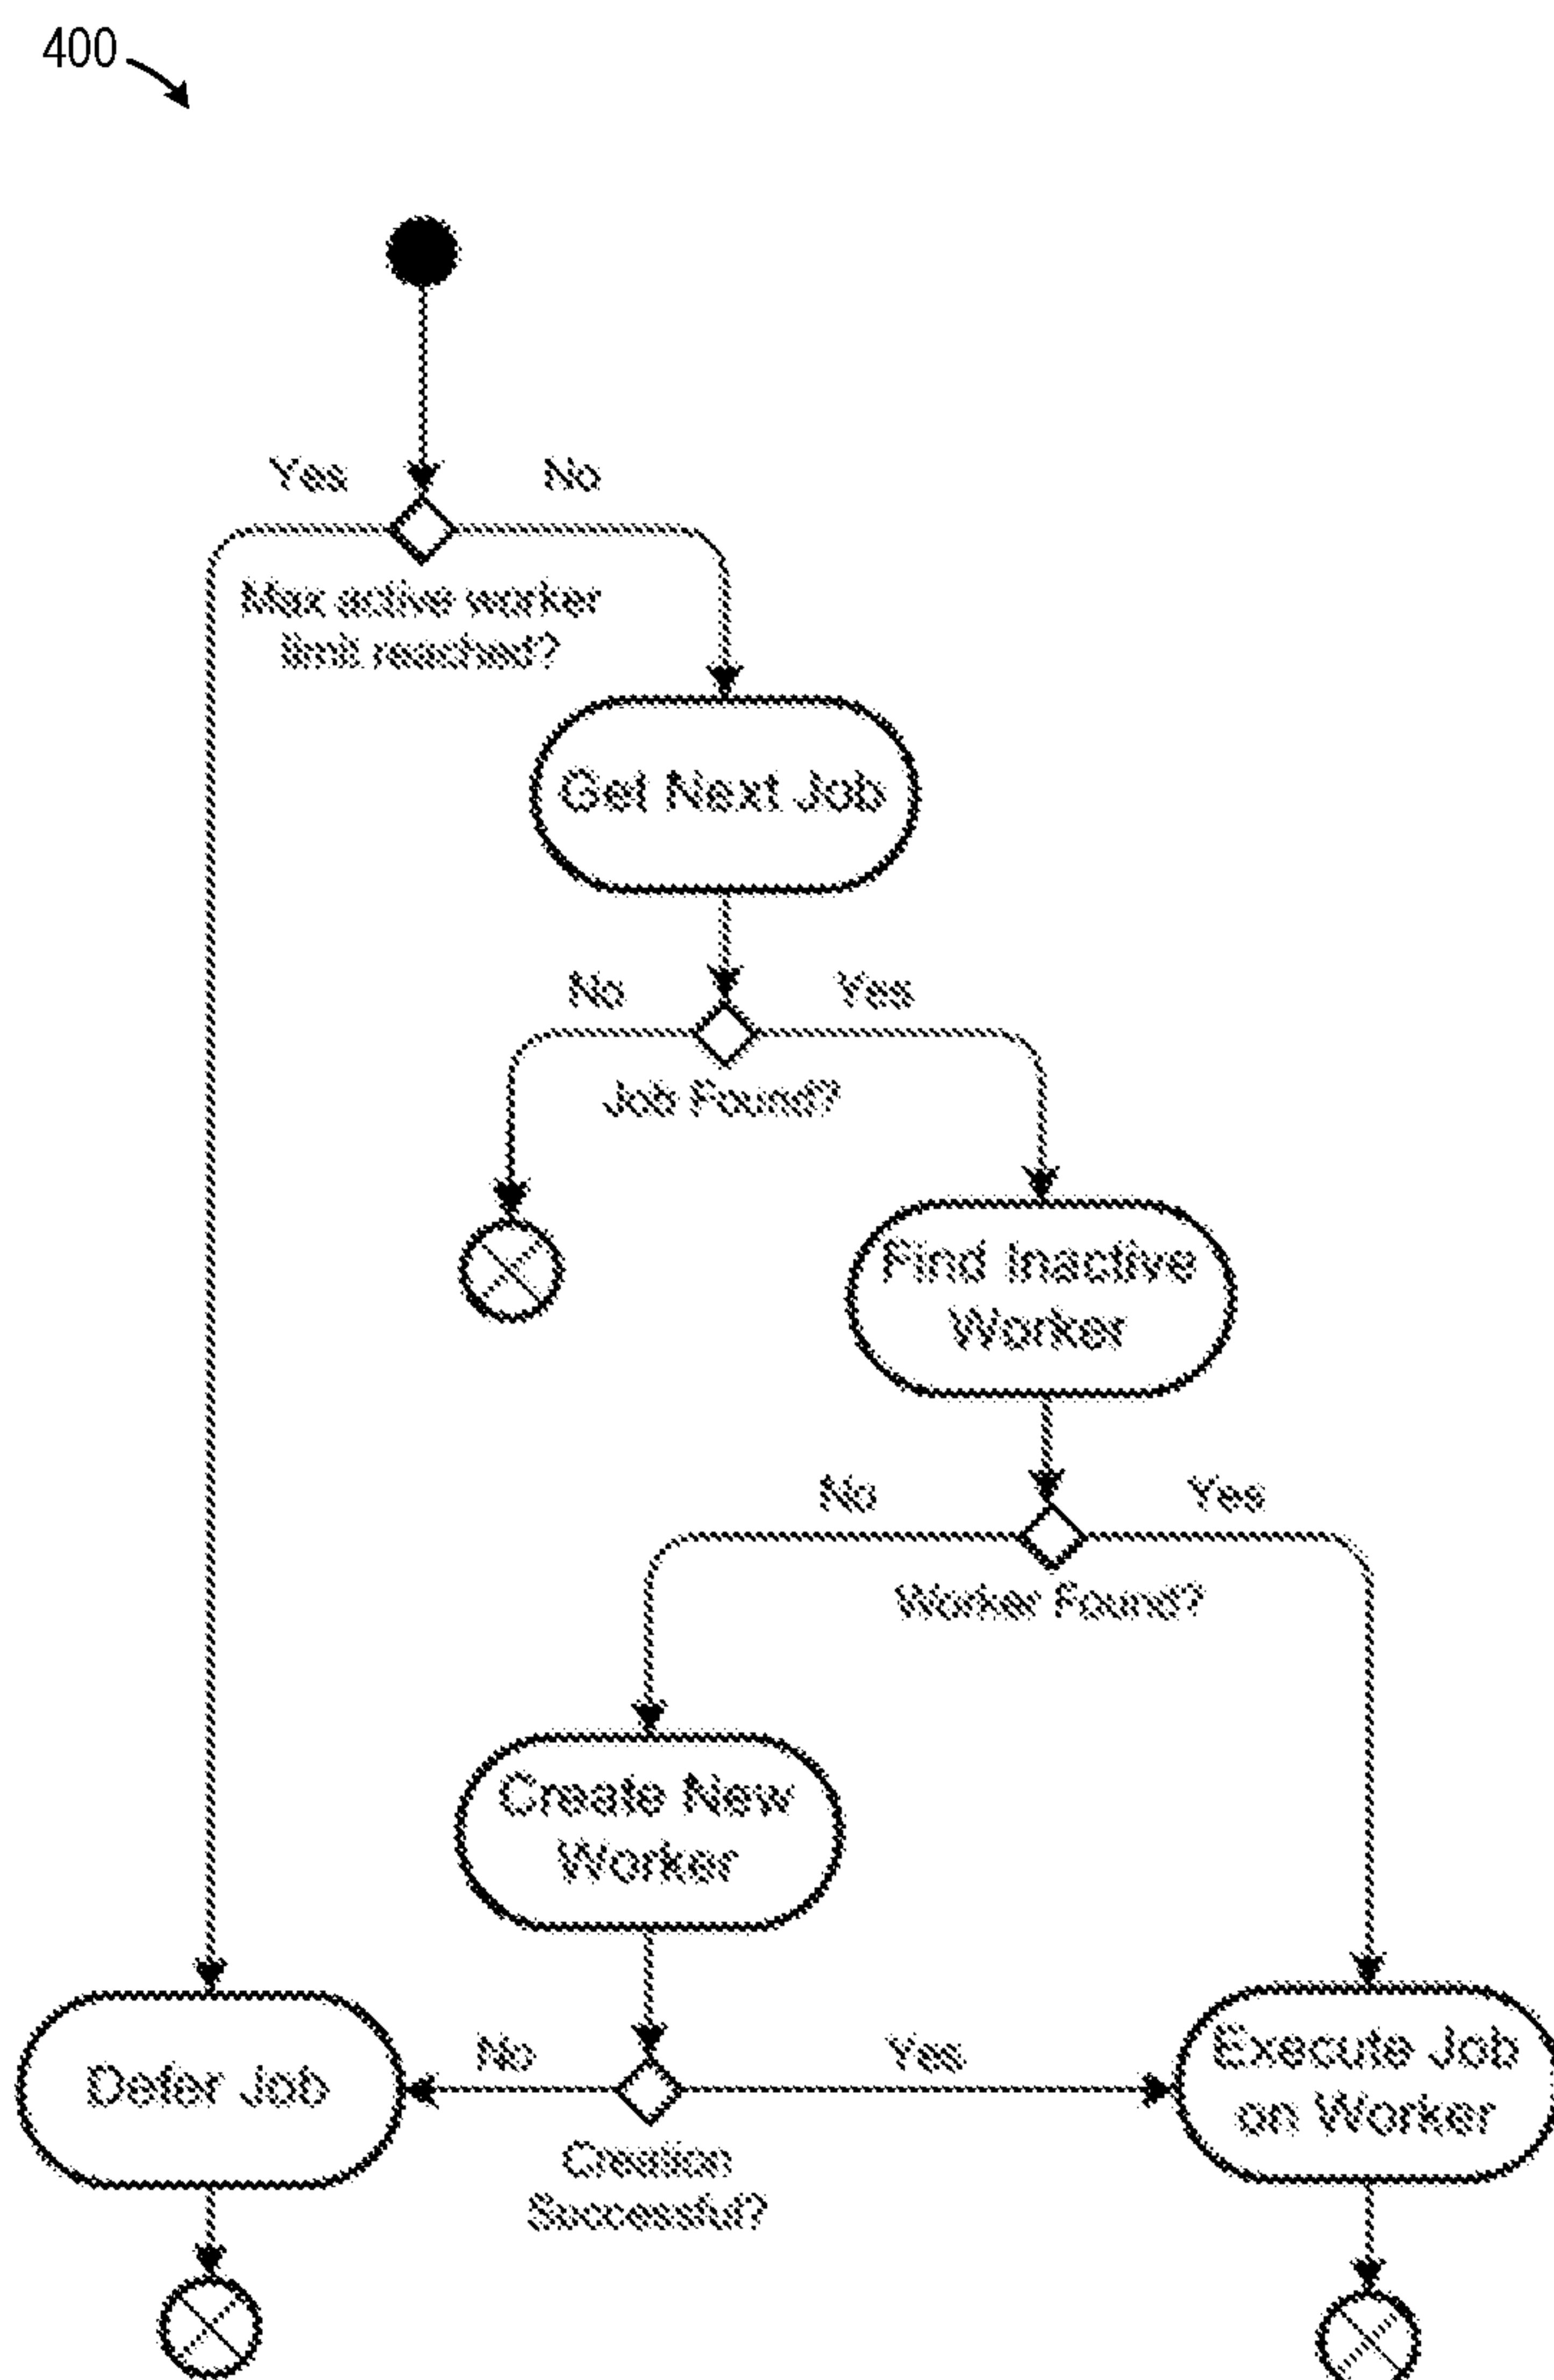 400
Yes
No
Max active worker
limit reached?
Get Next Job
No
Yes
Job Found?
Find Inactive
Worker
No
Yes
Worker Found?
Create New
Worker
Defer Job
No
Yes
Execute Job
on Worker
Creation
Successful?